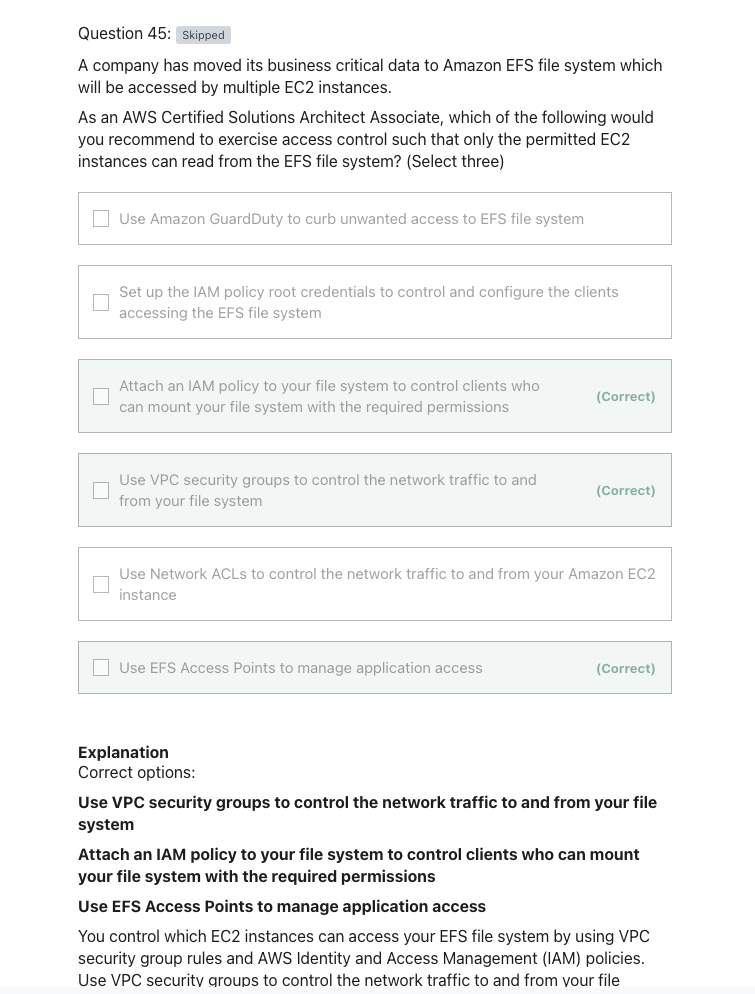 Question 45: Skipped
A company has moved its business critical data to Amazon EFS file system which
will be accessed by multiple EC2 instances.
As an AWS Certified Solutions Architect Associate, which of the following would
you recommend to exercise access control such that only the permitted EC2
instances can read from the EFS file system? (Select three)
Use Amazon GuardDuty to curb unwanted access to EFS file system
Set up the IAM policy root credentials to control and configure the clients
accessing the EFS file system
Attach an IAM policy to your file system to control clients who
can mount your file system with the required permissions
(Correct)
Use VPC security groups to control the network traffic to and
from your file system
(Correct)
Use Network ACLs to control the network traffic to and from your Amazon EC2
instance
Use EFS Access Points to manage application access
(Correct)
Explanation
Correct options:
Use VPC security groups to control the network traffic to and from your file
system
Attach an IAM policy to your file system to control clients who can mount
your file system with the required permissions
Use EFS Access Points to manage application access
You control which EC2 instances can access your EFS file system by using VPC
security group rules and AWS Identity and Access Management (IAM) policies.
Use VPC security groups to control the network traffic to and from your file